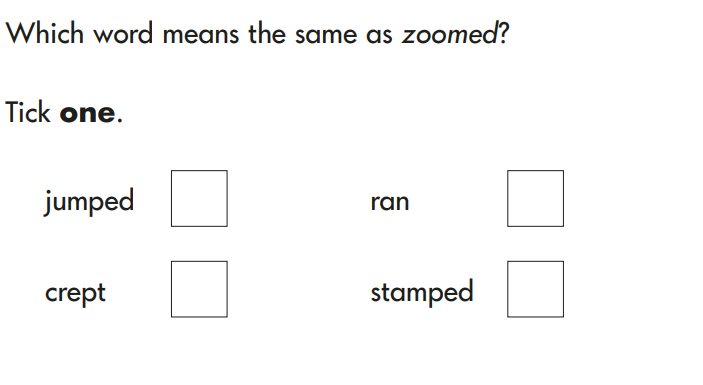 Which word means the same as zoomed?
Tick one.
jumped ran
crept stamped